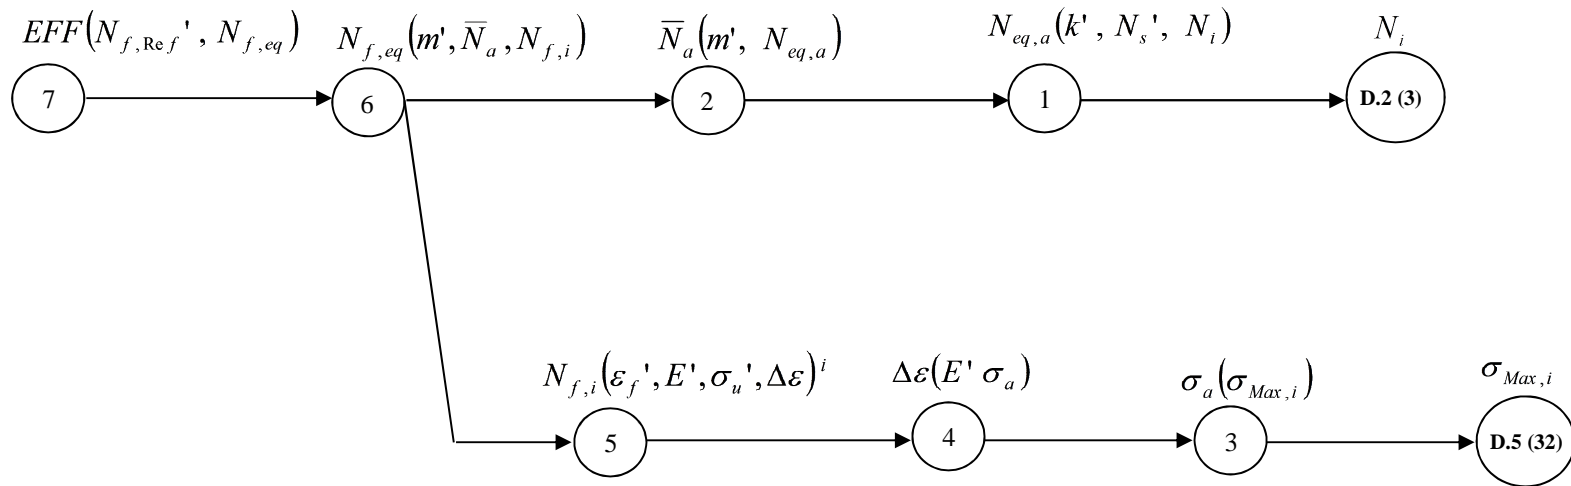 EFF(N_{f,Ref}', N_{f,eq}) N_{f,eq}(m', N̅_a, N_{f,i}) N̅_a(m', N_{eq,a}) N_{eq,a}(k', N_s', N_i) N_i
7 6 2 1 D.2 (3)
N_{f,i}(ε_f', E', σ_u', Δε)^i Δε(E' σ_a) σ_a(σ_{Max,i}) σ_{Max,i}
5 4 3 D.5 (32)